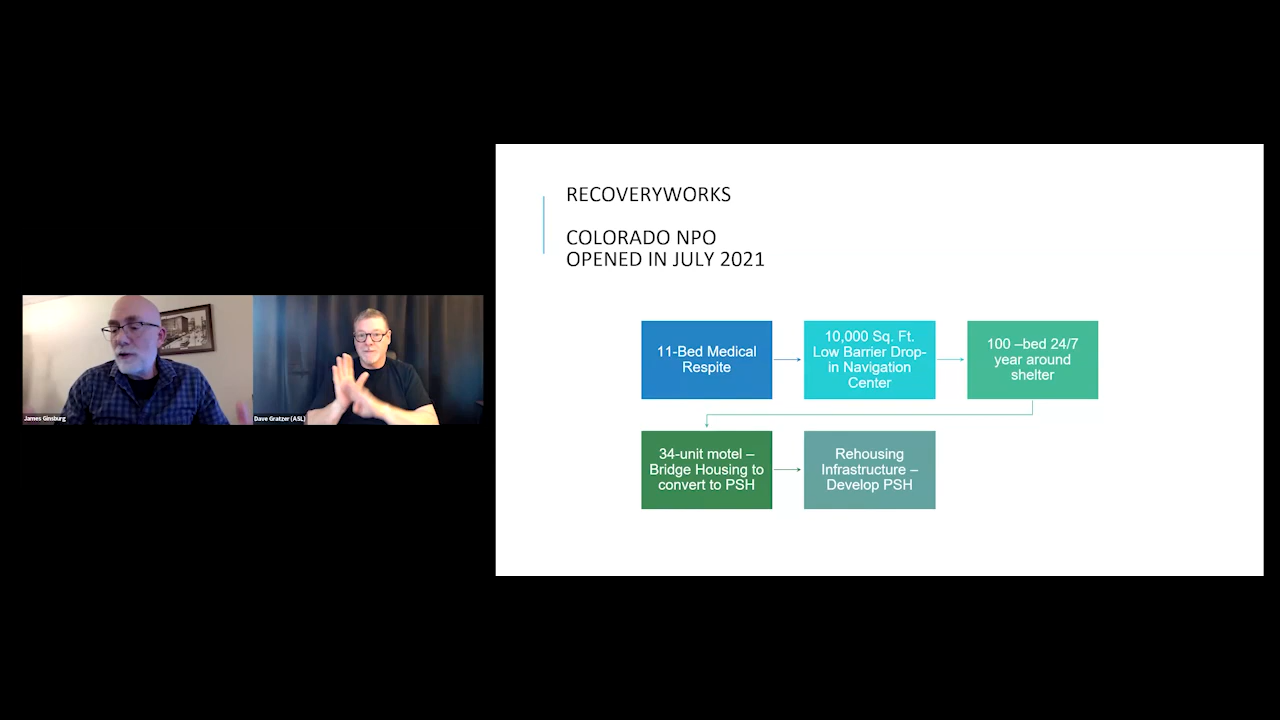 RECOVERYWORKS
COLORADO NPO
OPENED IN JULY 2021
11-Bed Medical
Respite
10,000 Sq. Ft.
Low Barrier Drop-
in Navigation
Center
100 –bed 24/7
year around
shelter
34-unit motel –
Bridge Housing to
convert to PSH
Rehousing
Infrastructure –
Develop PSH
James Ginsburg
Dave Gratzer (ASL)